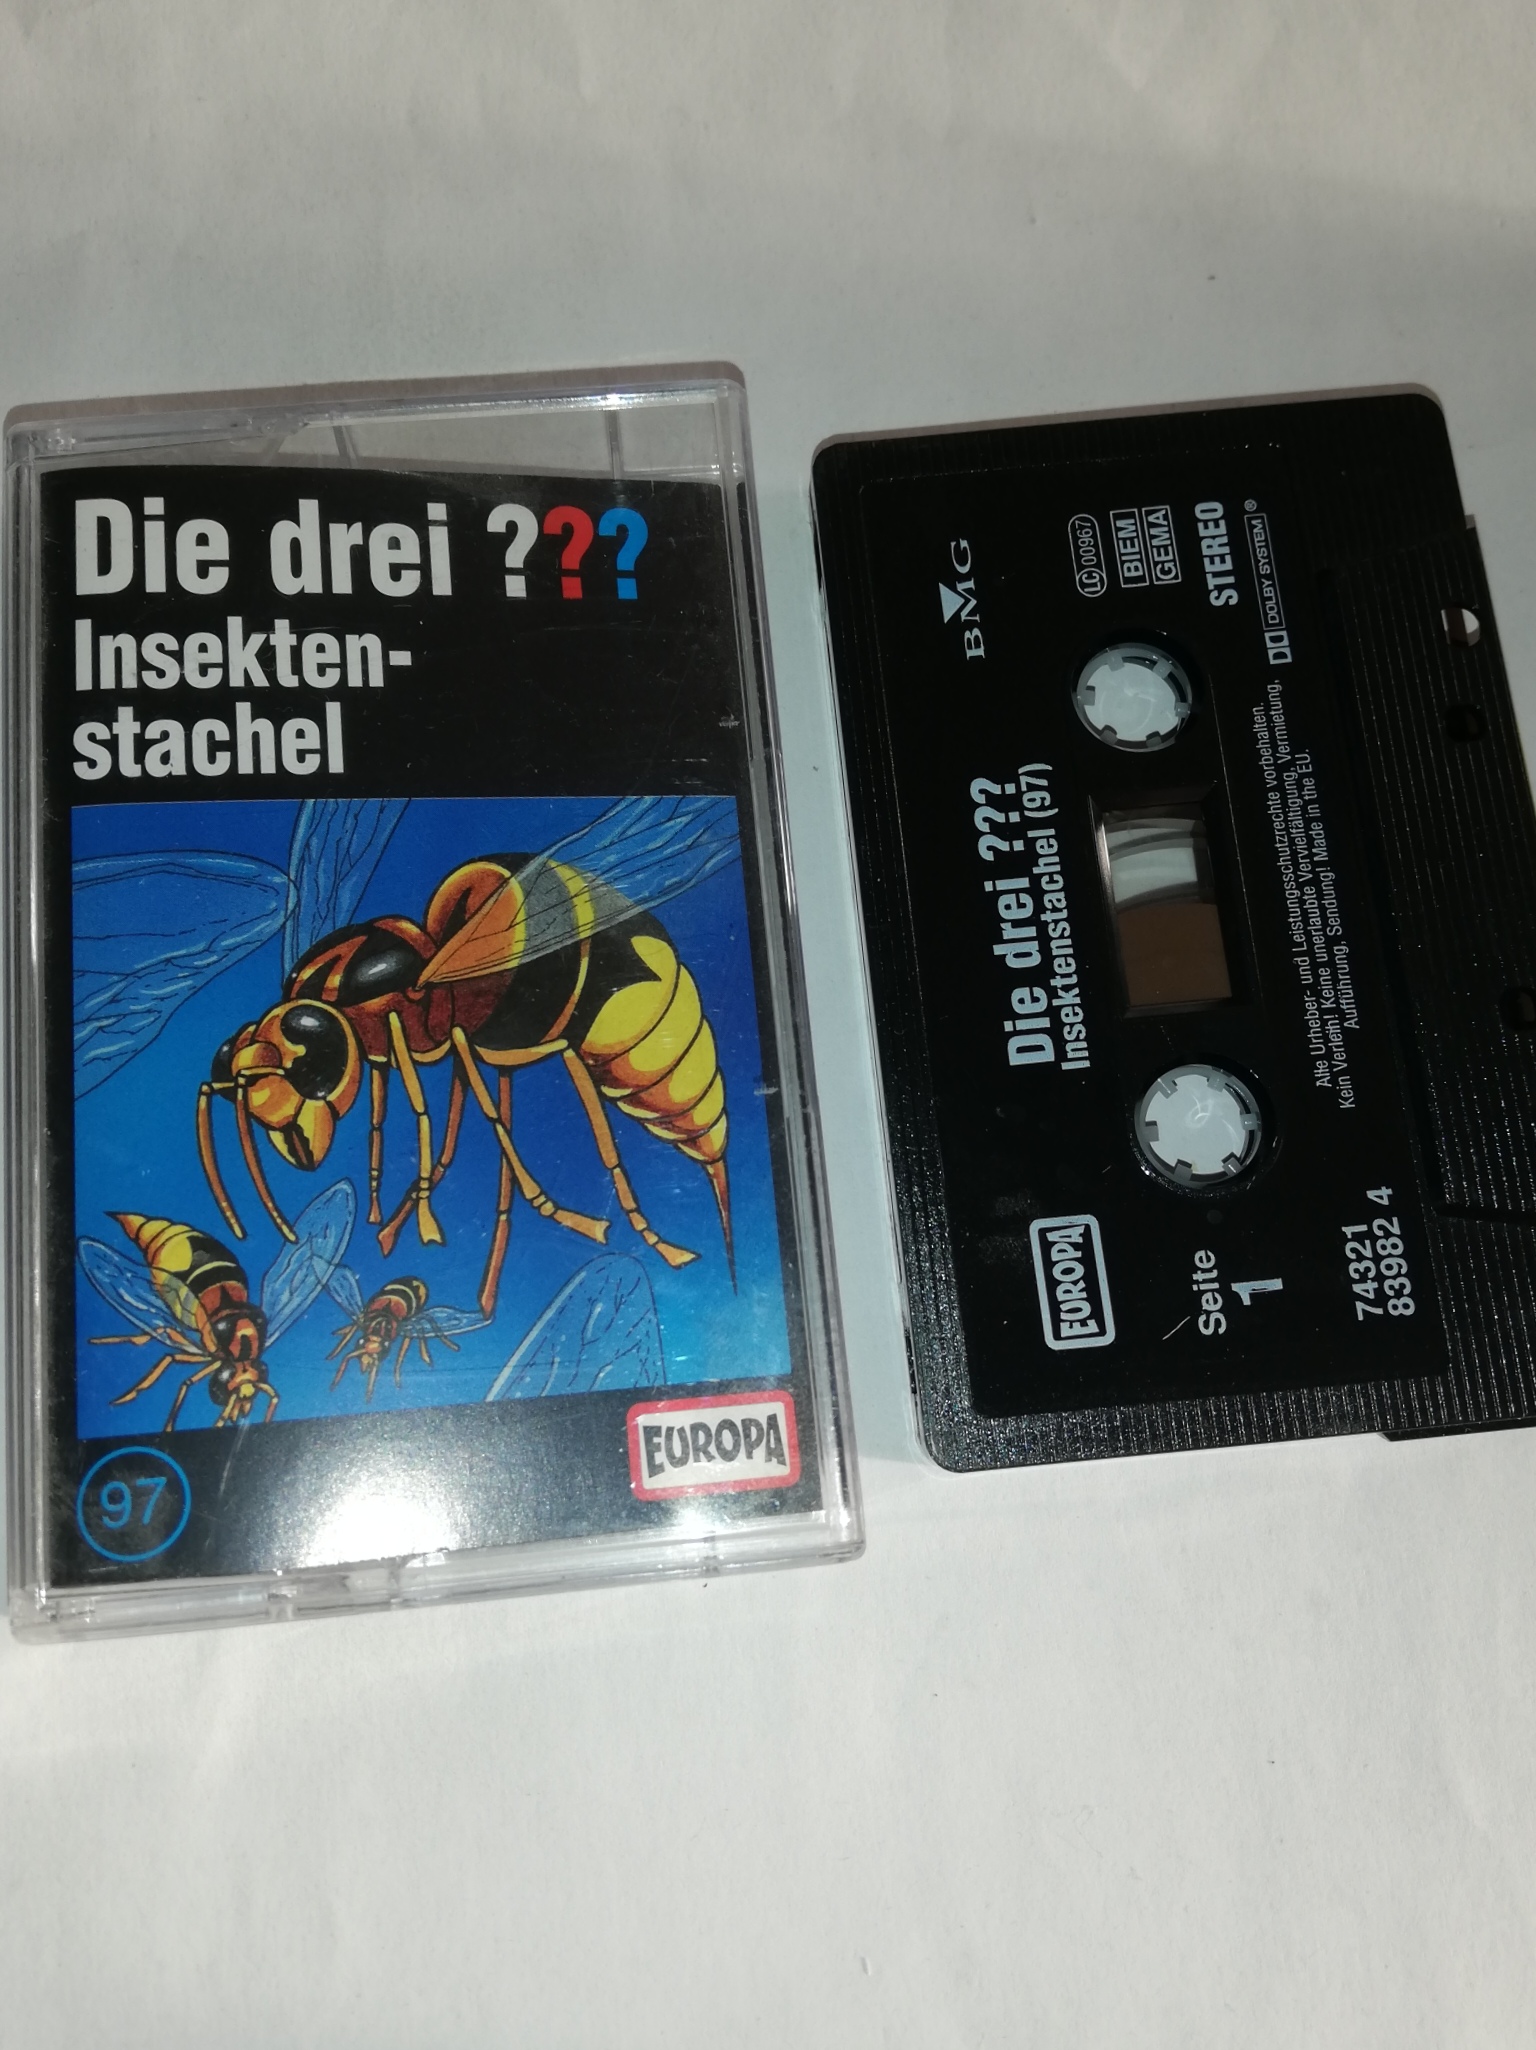 Die drei ???
Insekten-
stachel
97
EUROPA
BMG
LC 00967
BIEM
GEMA
STEREO
DOLBY SYSTEM®
Die drei ???
Insektenstachel (97)
Alle Urheber- und Leistungsschutzrechte vorbehalten.
Kein Verleih! Keine unerlaubte Vervielfältigung, Vermietung,
Aufführung, Sendung! Made in the EU.
EUROPA
Seite
1
74321
83982 4